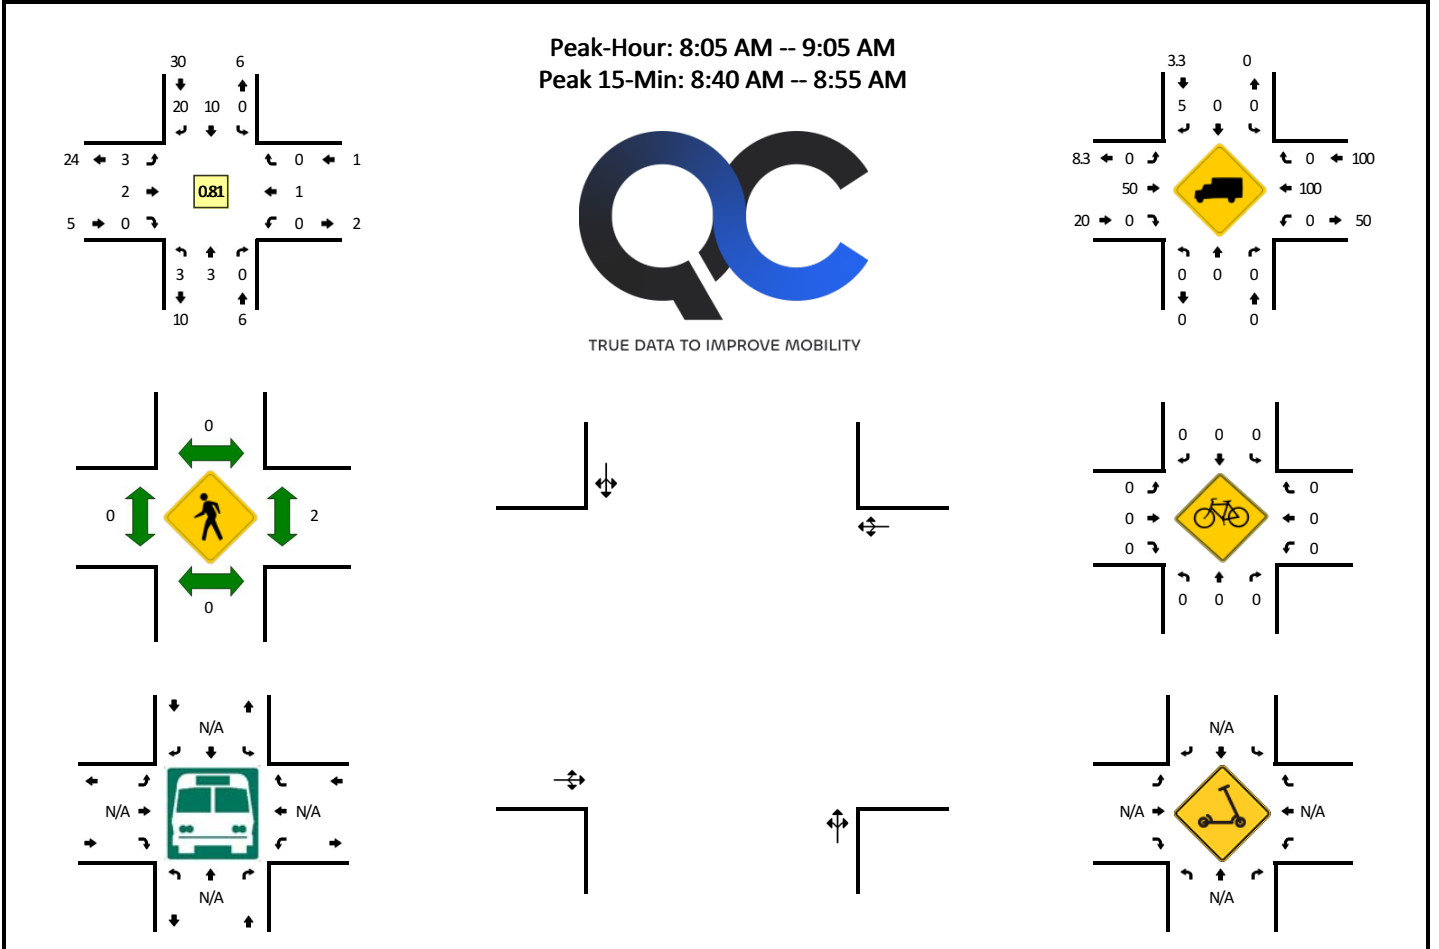 Peak-Hour: 8:05 AM -- 9:05 AM
Peak 15-Min: 8:40 AM -- 8:55 AM
30 6
20 10 0
24 3 0 1
2 0.81 1
5 0 0 2
3 3 0
10 6
TRUE DATA TO IMPROVE MOBILITY
3.3 0
5 0 0
8.3 0 0 100
50 100
20 0 0 50
0 0 0
0 0
0
0 2
0
0 0 0
0 0
0 0
0 0
0 0 0
N/A
N/A N/A
N/A
N/A
N/A N/A
N/A